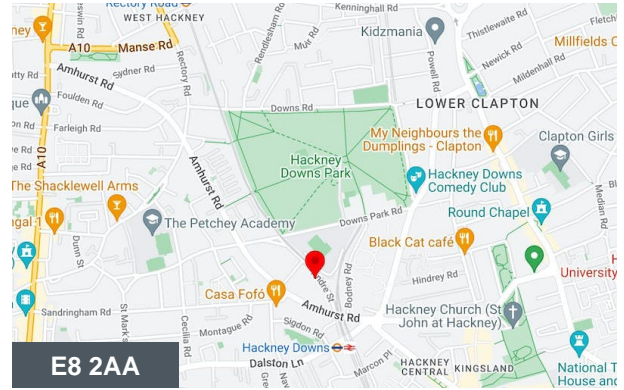 Rectory Road
WEST HACKNEY
Kenninghall Rd
Kidzmania
Thistlewaite Rd
A10
Manse Rd
Rectory Rd
Rendlesham Rd
Muir Rd
Powell Rd
Newick Rd
Millfields
Sydner Rd
Amhurst Rd
Mildenhall Rd
Foulden Rd
Downs Rd
LOWER CLAPTON
Farleigh Rd
A10
My Neighbours the
Dumplings - Clapton
Clapton Girls
Hackney
Downs Park
Amhurst Rd
Hackney Downs
Comedy Club
The Shacklewell Arms
Median Rd
Round Chapel
The Petchey Academy
Downs Park Rd
Black Cat café
Dunn St
Hindrey Rd
University
Casa Fofó
Bodney Rd
Amhurst Rd
Hackney Church (St
John at Hackney)
Sandringham Rd
St Mark's
Cecilia Rd
Montague Rd
Sigdon Rd
Hackney Downs
Marcon Pl
HACKNEY
CENTRAL
KINGSLAND
National T
House and
Dalston Ln
E8 2AA